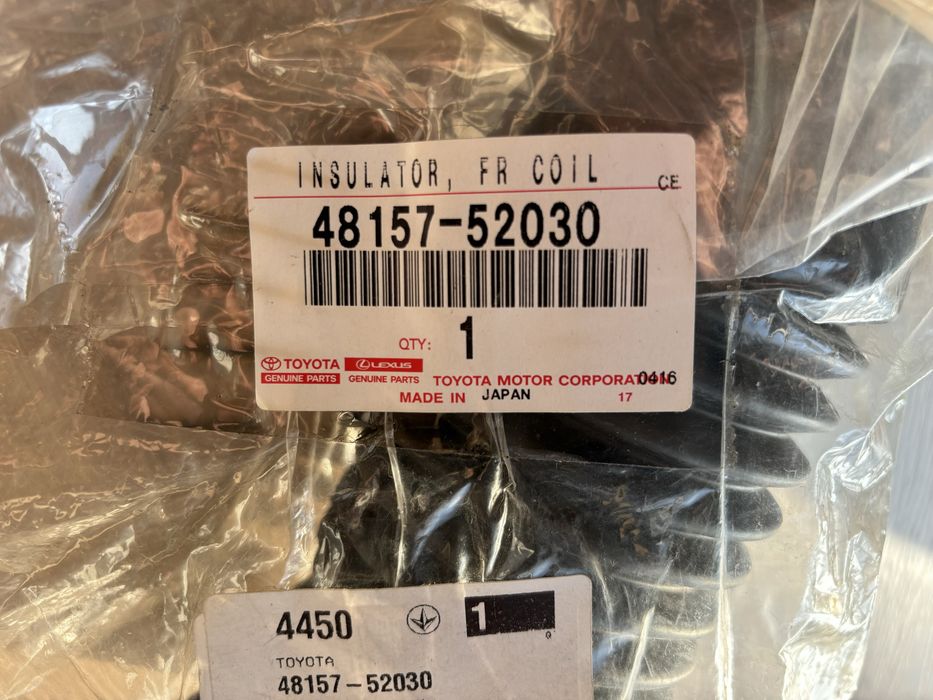 INSULATOR, FR COIL
CE
48157-52030
QTY: 1
TOYOTA LEXUS
GENUINE PARTS GENUINE PARTS
TOYOTA MOTOR CORPORATION 0416
MADE IN JAPAN 17
4450 1
TOYOTA
48157-52030